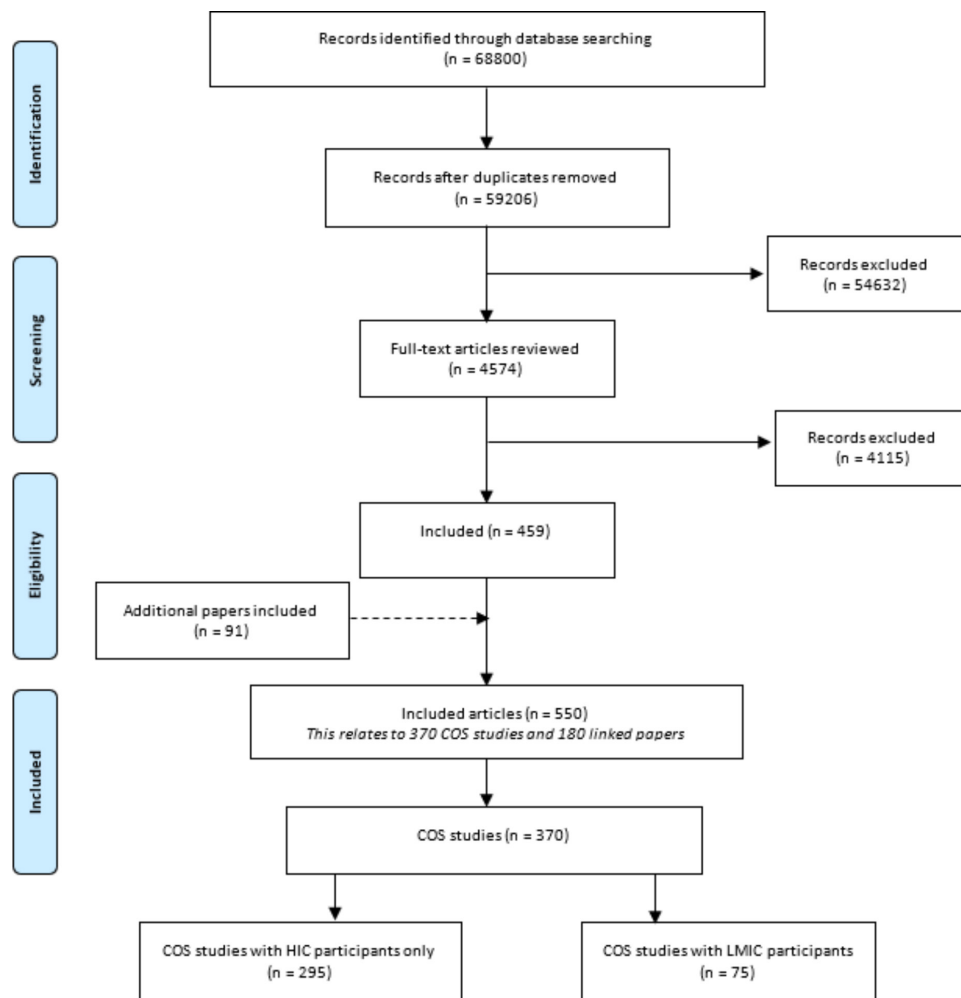 Identification
Records identified through database searching
(n = 68800)
Records after duplicates removed
(n = 59206)
Screening
Records excluded
(n = 54632)
Full-text articles reviewed
(n = 4574)
Records excluded
(n = 4115)
Eligibility
Included (n = 459)
Additional papers included
(n = 91)
Included
Included articles (n = 550)
This relates to 370 COS studies and 180 linked papers
COS studies (n = 370)
COS studies with HIC participants only
(n = 295)
COS studies with LMIC participants
(n = 75)